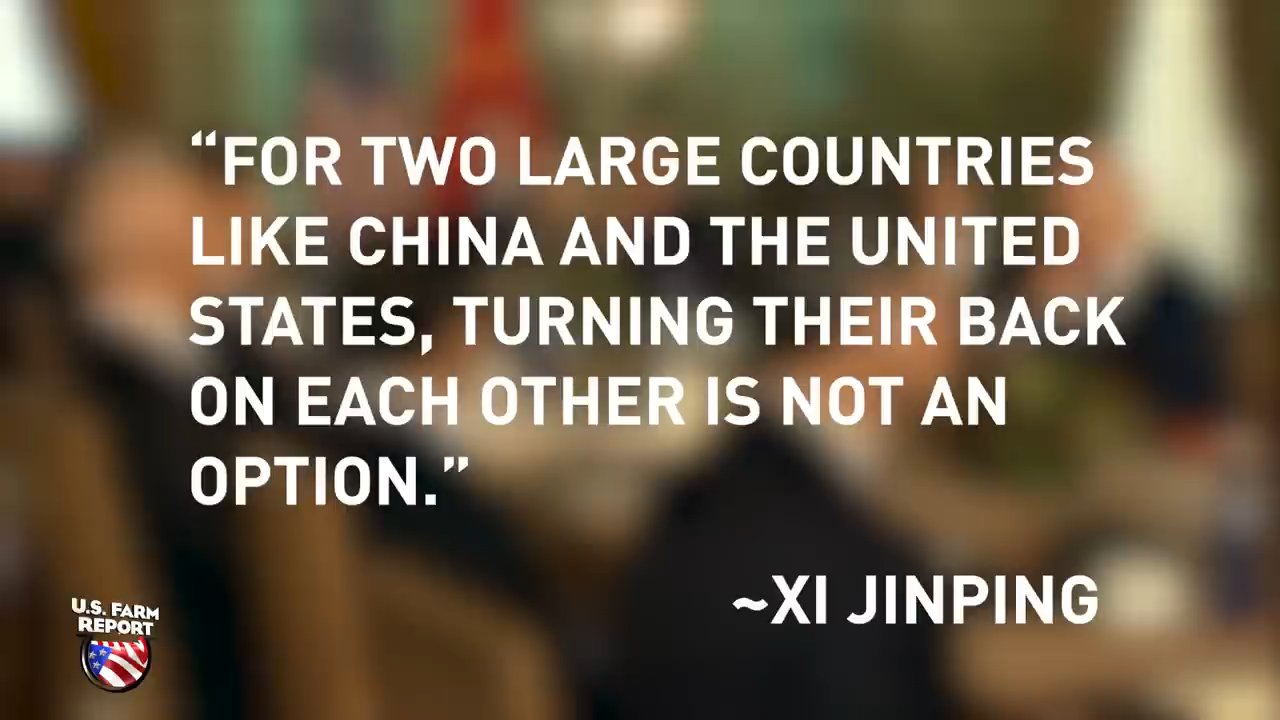 “FOR TWO LARGE COUNTRIES
LIKE CHINA AND THE UNITED
STATES, TURNING THEIR BACK
ON EACH OTHER IS NOT AN
OPTION.”
~XI JINPING
U.S. FARM
REPORT